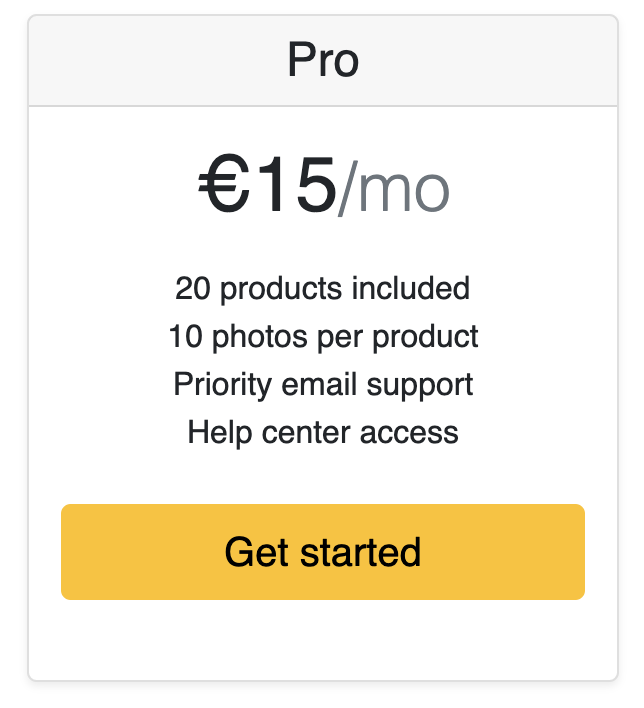 Pro
€15/mo
20 products included
10 photos per product
Priority email support
Help center access
Get started